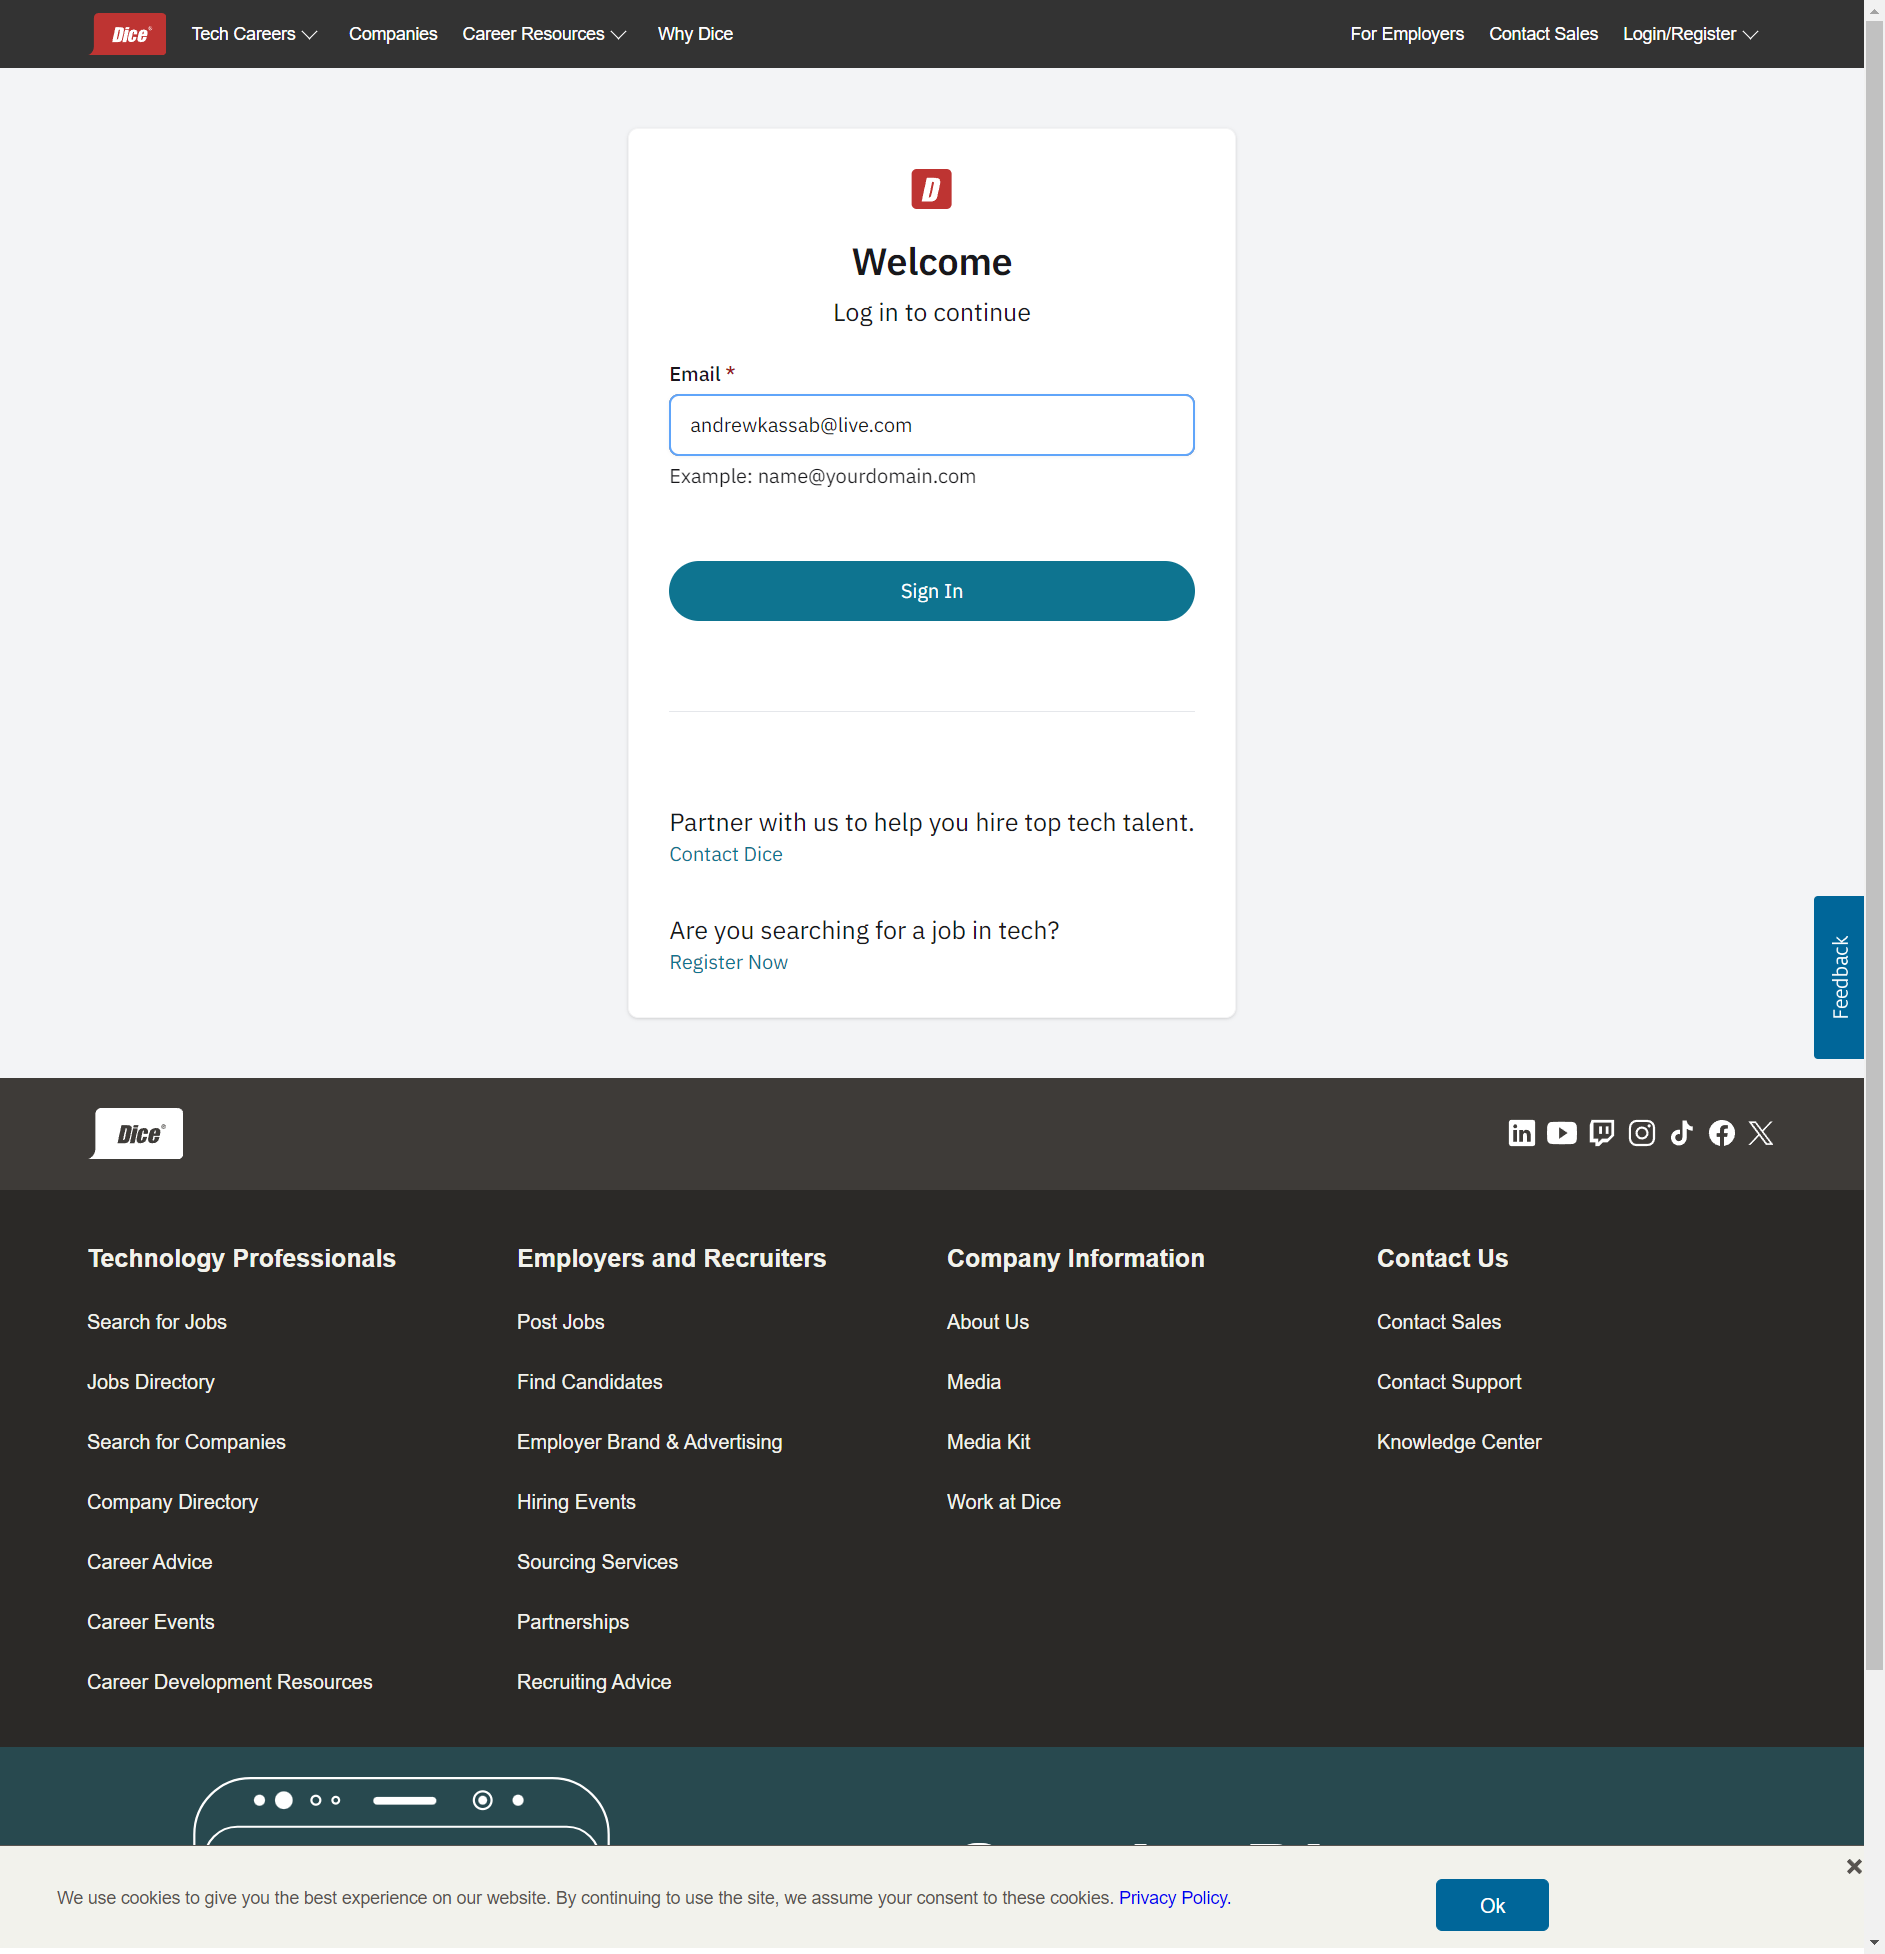 Dice
Tech Careers
Companies
Career Resources
Why Dice
For Employers
Contact Sales
Login/Register
D
Welcome
Log in to continue
Email *
andrewkassab@live.com
Example: name@yourdomain.com
Sign In
Partner with us to help you hire top tech talent.
Contact Dice
Are you searching for a job in tech?
Register Now
Feedback
Dice
Technology Professionals
Search for Jobs
Jobs Directory
Search for Companies
Company Directory
Career Advice
Career Events
Career Development Resources
Employers and Recruiters
Post Jobs
Find Candidates
Employer Brand & Advertising
Hiring Events
Sourcing Services
Partnerships
Recruiting Advice
Company Information
About Us
Media
Media Kit
Work at Dice
Contact Us
Contact Sales
Contact Support
Knowledge Center
We use cookies to give you the best experience on our website. By continuing to use the site, we assume your consent to these cookies. Privacy Policy.
Ok